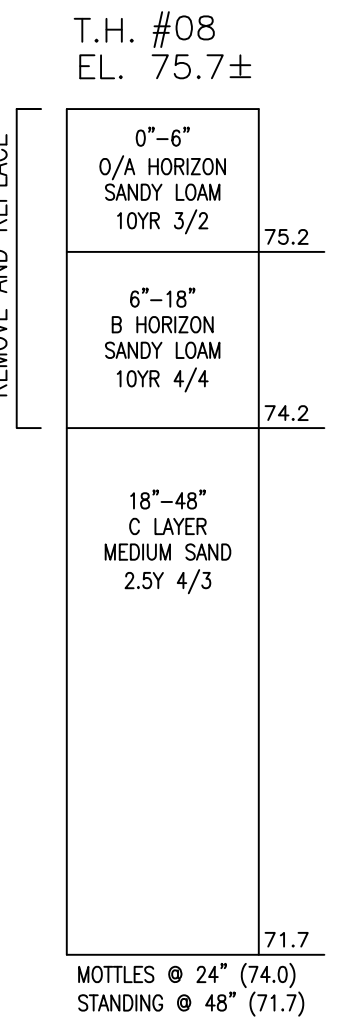 T.H. #08
EL. 75.7±
REMOVE AND REPLACE
0"-6"
O/A HORIZON
SANDY LOAM
10YR 3/2
75.2
6"-18"
B HORIZON
SANDY LOAM
10YR 4/4
74.2
18"-48"
C LAYER
MEDIUM SAND
2.5Y 4/3
71.7
MOTTLES @ 24" (74.0)
STANDING @ 48" (71.7)